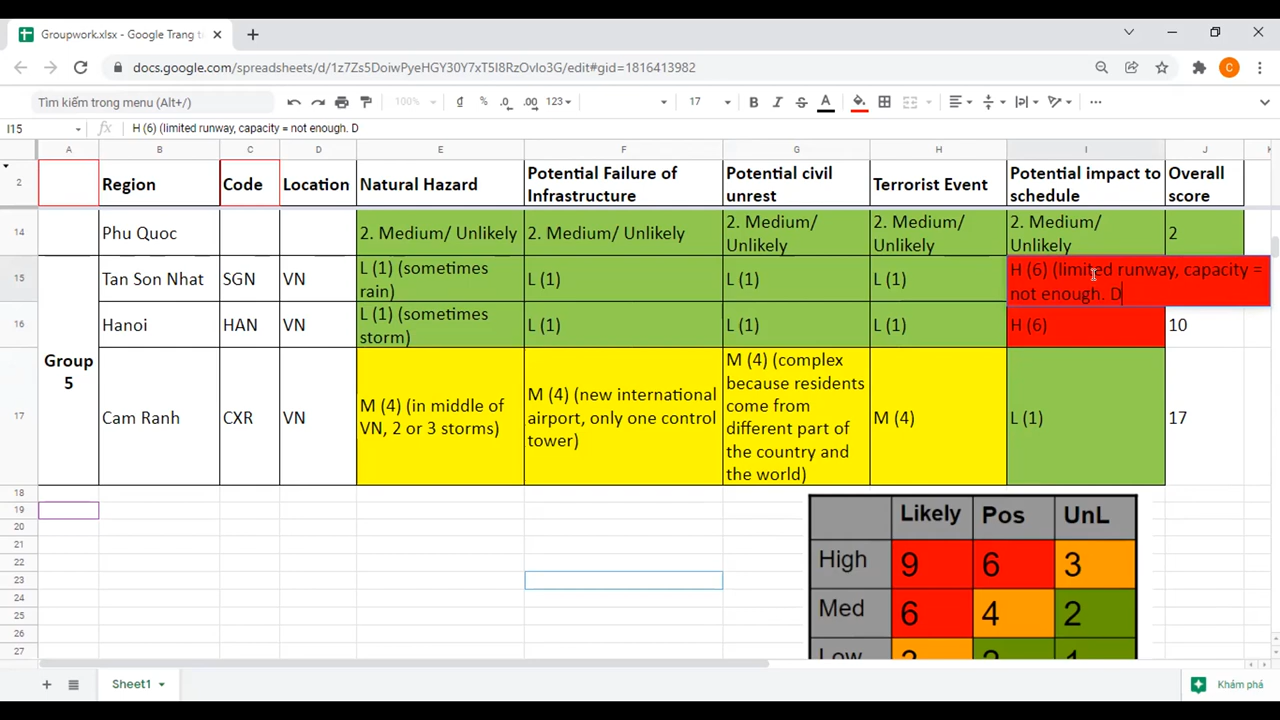 Groupwork.xlsx - Google Trang t
docs.google.com/spreadsheets/d/1z7Zs5DoiwPyeHGY30Y7xT5I8RzOvlo3G/edit#gid=1816413982
C
Tìm kiếm trong menu (Alt+/)
100%
₫ % .0 .00 123
17
B I S A
I15
fx
H (6) (limited runway, capacity = not enough. D
A B C D E F G H I J
2
Region
Code
Location
Natural Hazard
Potential Failure of
Infrastructure
Potential civil
unrest
Terrorist Event
Potential impact to
schedule
Overall
score
14
Phu Quoc
2. Medium/ Unlikely
2. Medium/ Unlikely
2. Medium/
Unlikely
2. Medium/
Unlikely
2. Medium/
Unlikely
2
15
Tan Son Nhat
SGN
VN
L (1) (sometimes
rain)
L (1)
L (1)
L (1)
H (6) (limited runway, capacity =
not enough. D
16
Hanoi
HAN
VN
L (1) (sometimes
storm)
L (1)
L (1)
L (1)
H (6)
10
Group
5
17
Cam Ranh
CXR
VN
M (4) (in middle of
VN, 2 or 3 storms)
M (4) (new international
airport, only one control
tower)
M (4) (complex
because residents
come from
different part of
the country and
the world)
M (4)
L (1)
17
18
19
20
21
22
23
24
25
26
27
Likely Pos UnL
High 9 6 3
Med 6 4 2
Low
Sheet1
Khám phá